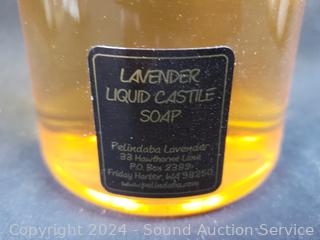 LAVENDER
LIQUID CASTILE
SOAP
Pelindaba Lavender
33 Hawthorne Lane
P.O. Box 2389
Friday Harbor, WA 98250
www.pelindaba.com
Copyright 2024 - Sound Auction Service